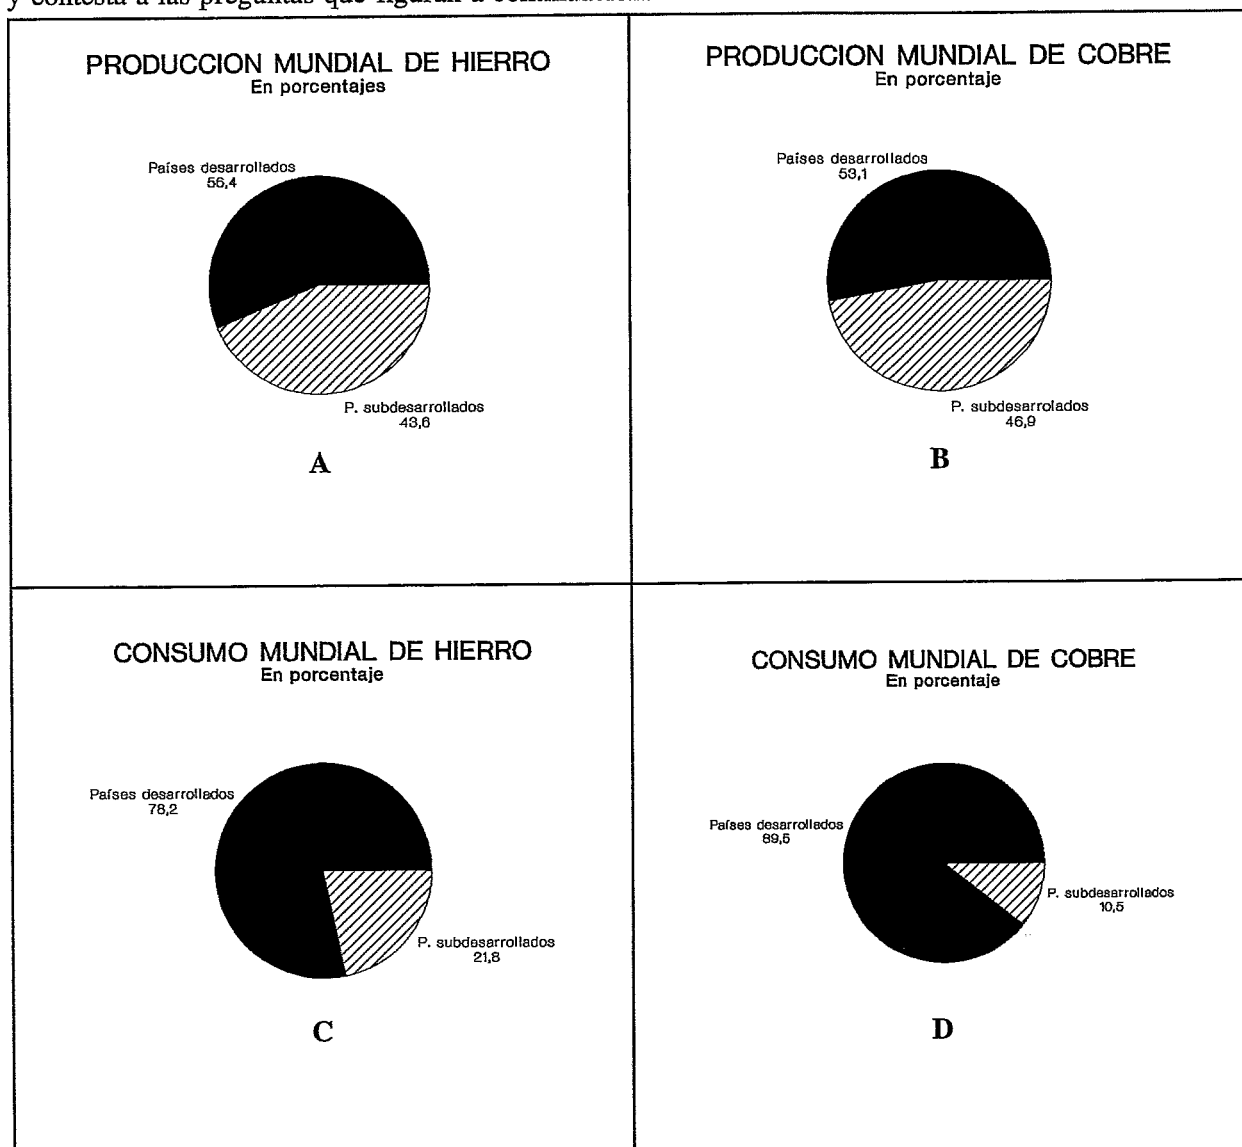 y contesta a las preguntas que figuran a
PRODUCCION MUNDIAL DE HIERRO
En porcentajes
Países desarrollados
56,4
P. subdesarrollados
43,6
A
PRODUCCION MUNDIAL DE COBRE
En porcentaje
Países desarrollados
53,1
P. subdesarrolados
46,9
B
CONSUMO MUNDIAL DE HIERRO
En porcentaje
Países desarrollados
78,2
P. subdesarrollados
21,8
C
CONSUMO MUNDIAL DE COBRE
En porcentaje
Países desarrollados
89,5
P. subdesarrollados
10,5
D